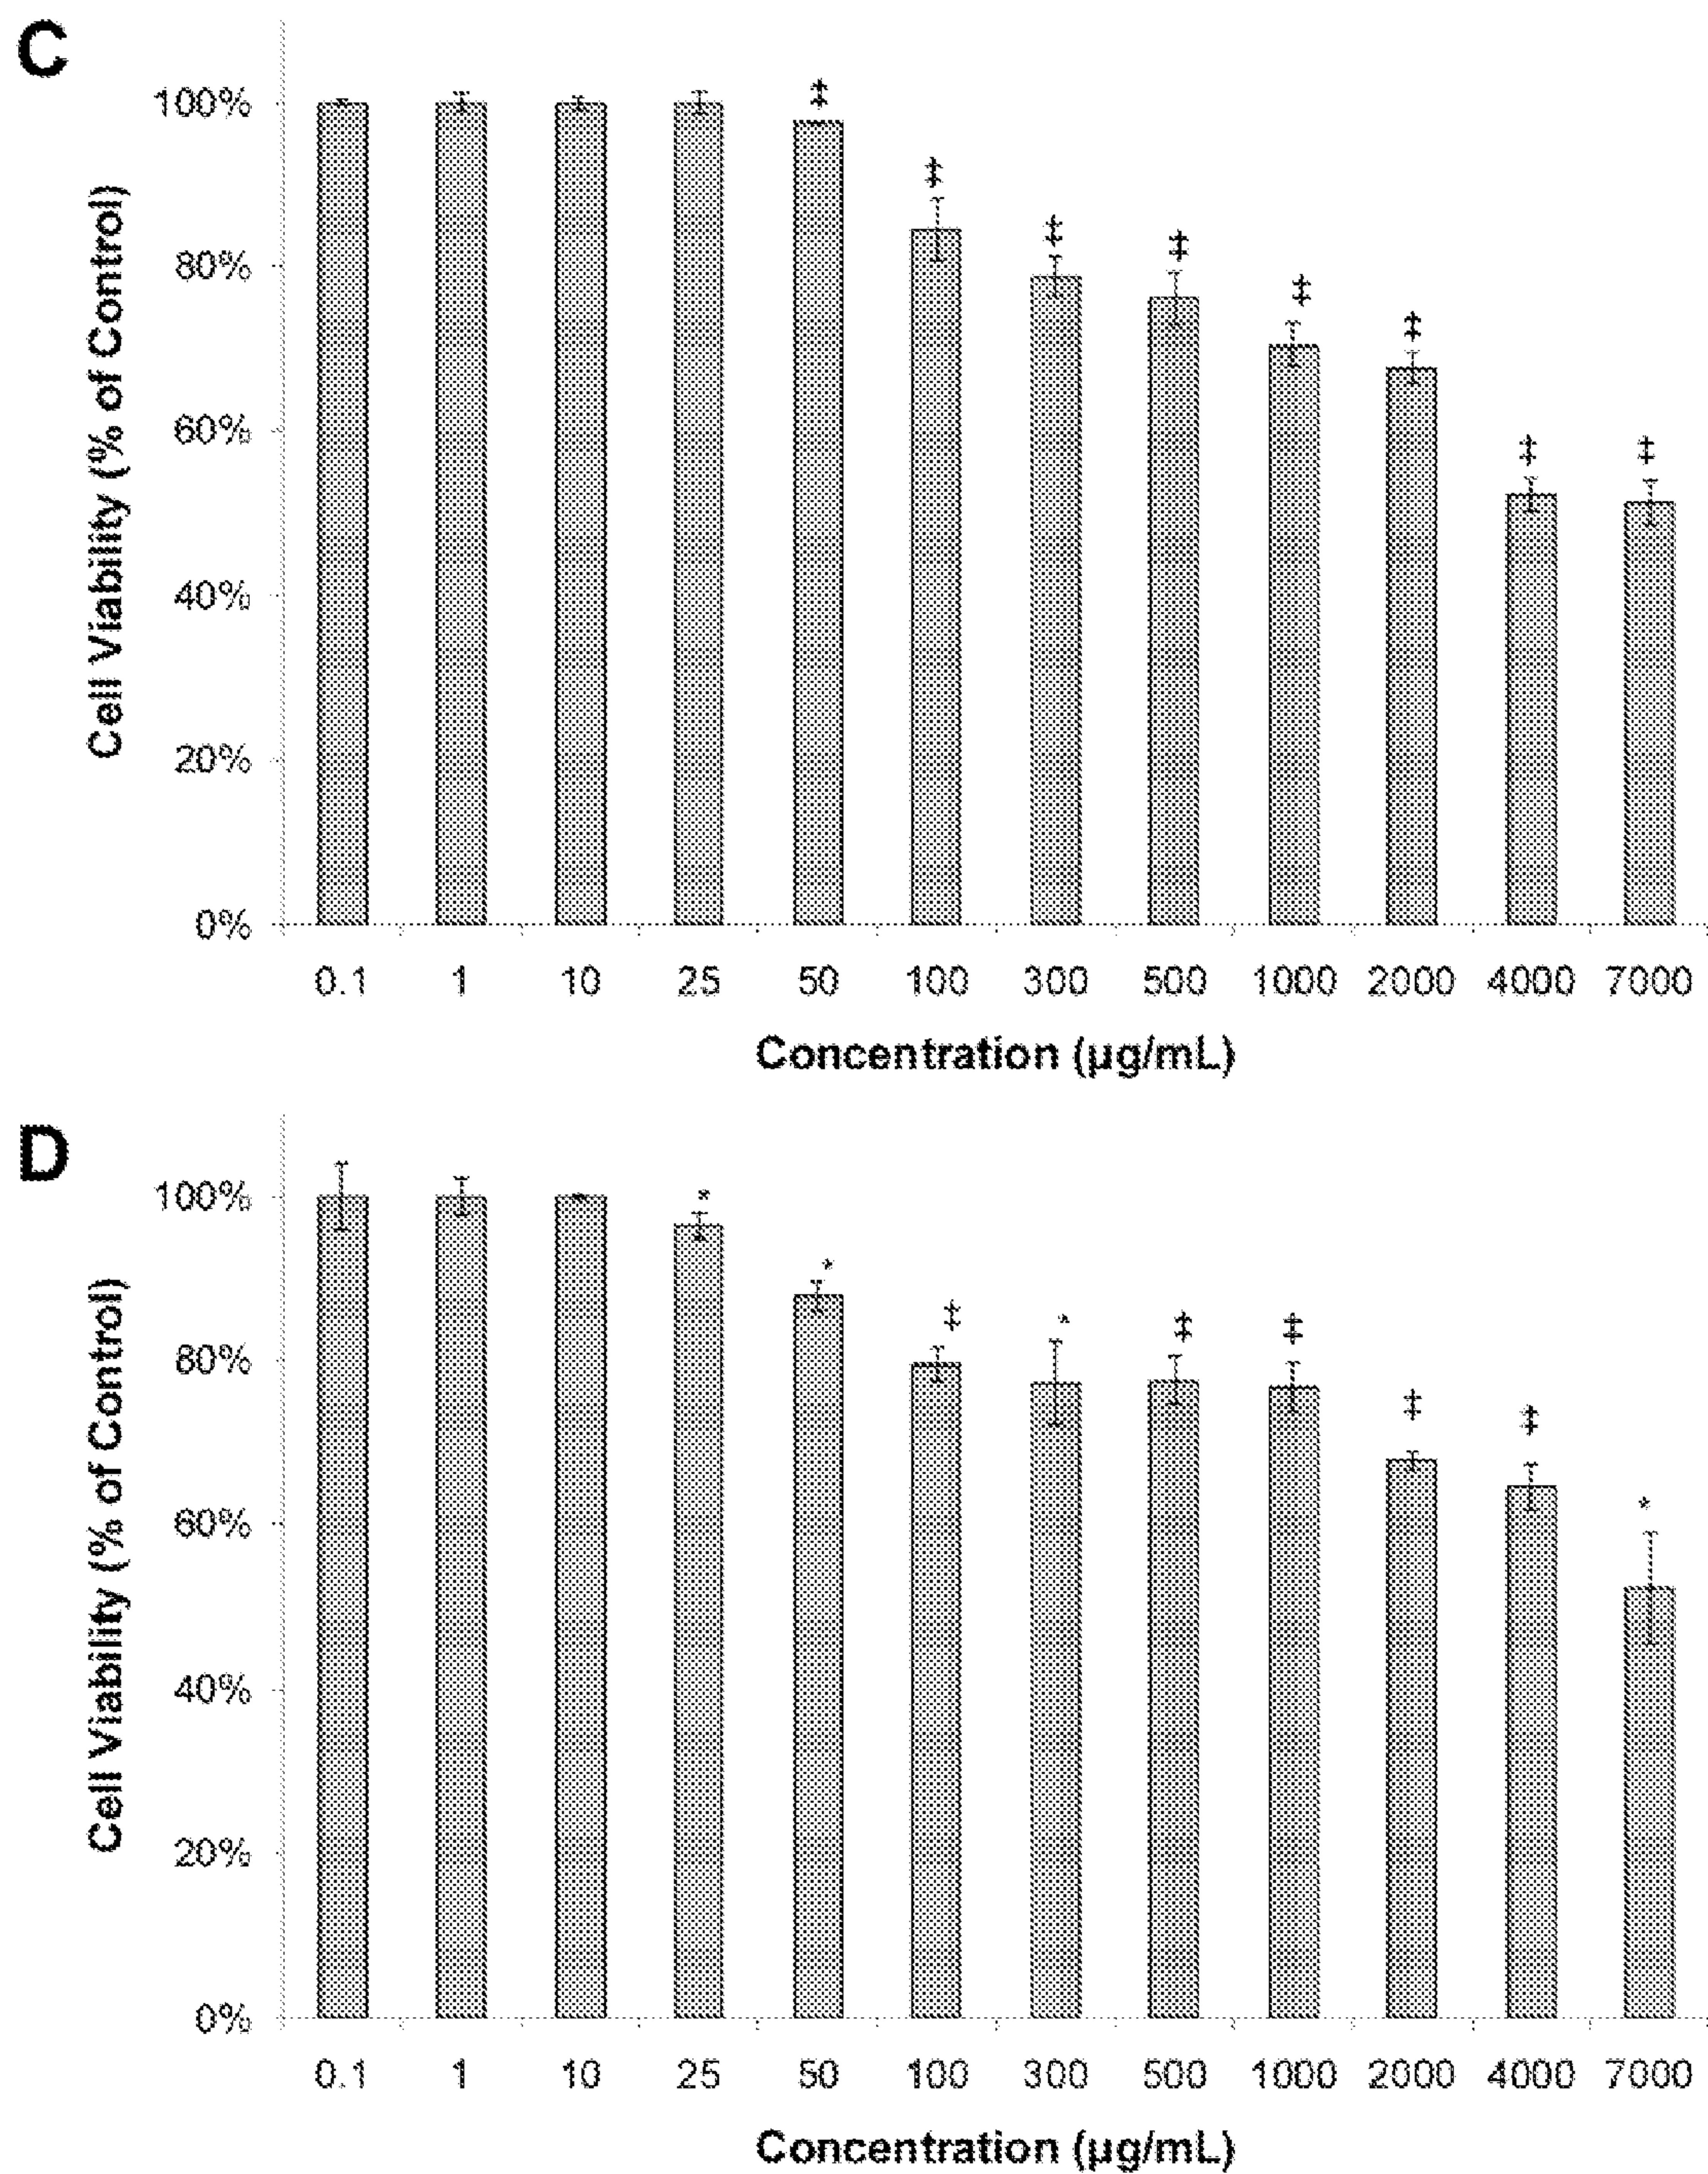 C
Cell Viability (% of Control)
100%
80%
60%
40%
20%
0%
‡ ‡ ‡ ‡ ‡ ‡ ‡ ‡
0.1 1 10 25 50 100 300 500 1000 2000 4000 7000
Concentration (µg/mL)
D
Cell Viability (% of Control)
100%
80%
60%
40%
20%
0%
* * ‡ * ‡ ‡ ‡ ‡ *
0.1 1 10 25 50 100 300 500 1000 2000 4000 7000
Concentration (µg/mL)